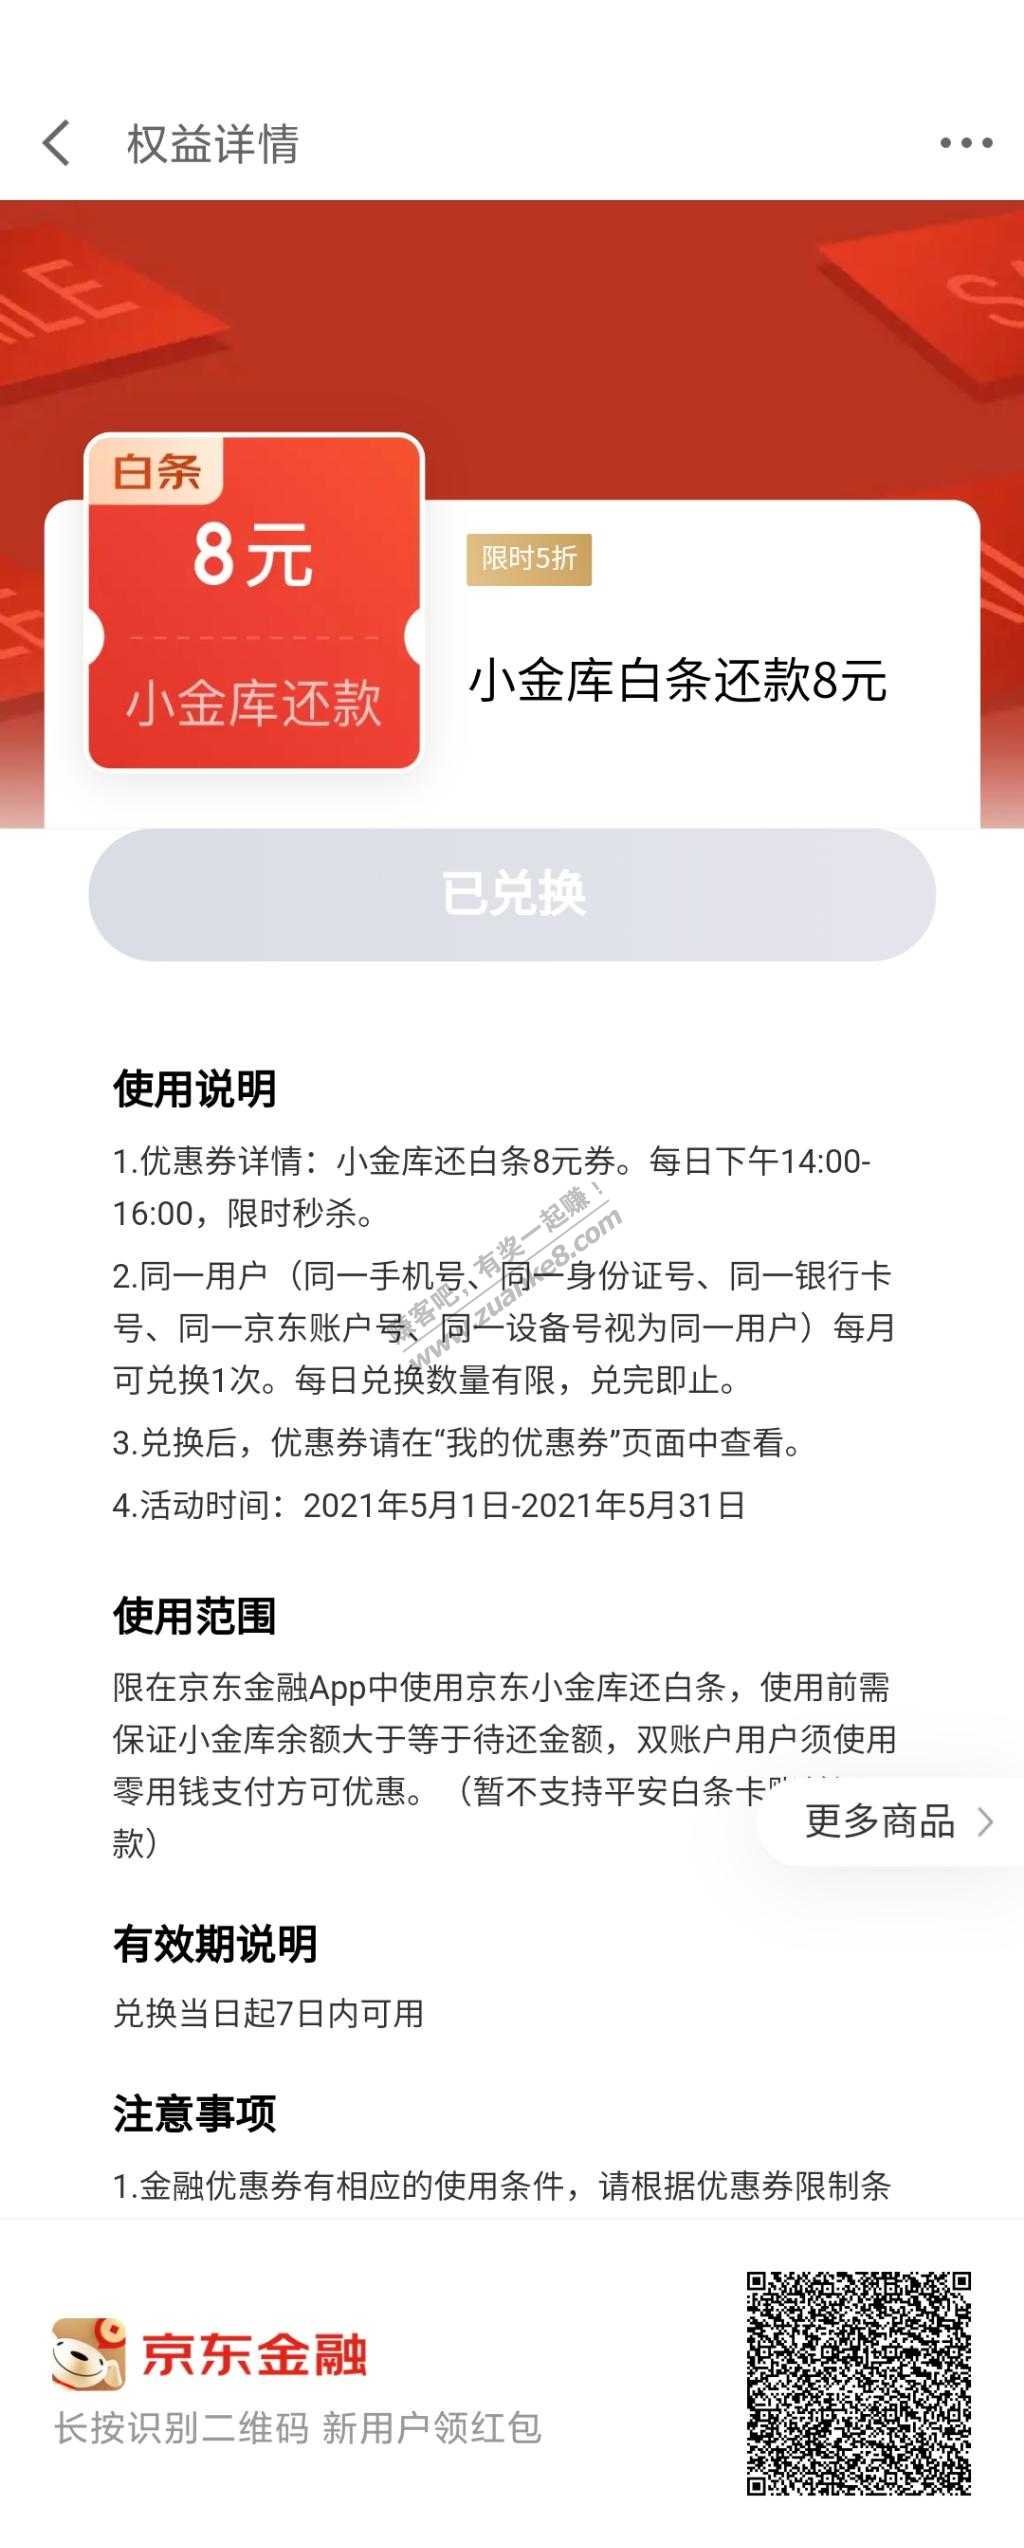 权益详情
白条
8元
小金库还款
限时5折
小金库白条还款8元
已兑换
使用说明
1.优惠券详情：小金库还白条8元券。每日下午14:00-
16:00，限时秒杀。
2.同一用户（同一手机号、同一身份证号、同一银行卡
号、同一京东账户号、同一设备号视为同一用户）每月
可兑换1次。每日兑换数量有限，兑完即止。
3.兑换后，优惠券请在“我的优惠券”页面中查看。
4.活动时间：2021年5月1日-2021年5月31日
赚客吧，有奖一起赚！
www.zuanke8.com
使用范围
限在京东金融App中使用京东小金库还白条，使用前需
保证小金库余额大于等于待还金额，双账户用户须使用
零用钱支付方可优惠。（暂不支持平安白条卡
款）
更多商品
有效期说明
兑换当日起7日内可用
注意事项
1.金融优惠券有相应的使用条件，请根据优惠券限制条
京东金融
长按识别二维码 新用户领红包